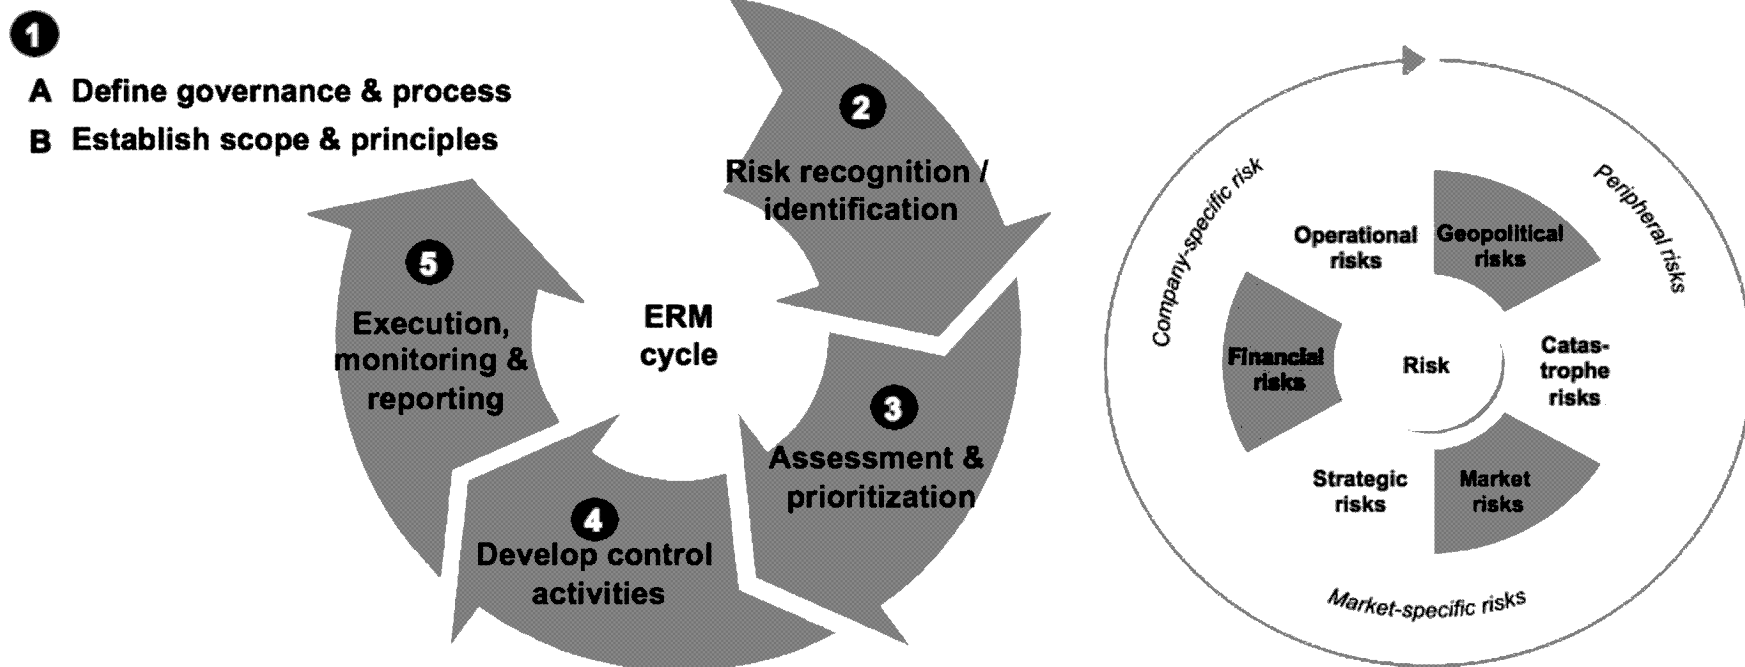 1
A Define governance & process
B Establish scope & principles
2
Risk recognition /
identification
3
Assessment &
prioritization
4
Develop control
activities
5
Execution,
monitoring &
reporting
ERM
cycle
Company-specific risk
Peripheral risks
Market-specific risks
Operational
risks
Geopolitical
risks
Catas-
trophe
risks
Market
risks
Strategic
risks
Financial
risks
Risk